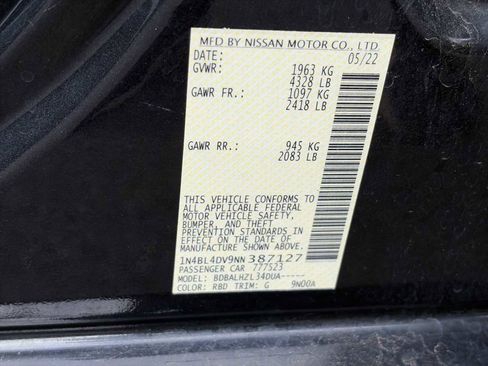 MFD BY NISSAN MOTOR CO., LTD.
DATE: 05/22
GVWR: 1963 KG
4328 LB
GAWR FR.: 1097 KG
2418 LB
GAWR RR.: 945 KG
2083 LB
THIS VEHICLE CONFORMS TO
ALL APPLICABLE FEDERAL
MOTOR VEHICLE SAFETY,
BUMPER, AND THEFT
PREVENTION STANDARDS IN
EFFECT ON THE DATE OF
MANUFACTURE SHOWN ABOVE.
1N4BL4DV9NN 387127
PASSENGER CAR 777523
MODEL: BDBALHZL34DUA-----
COLOR: RBD TRIM: G 9N00A